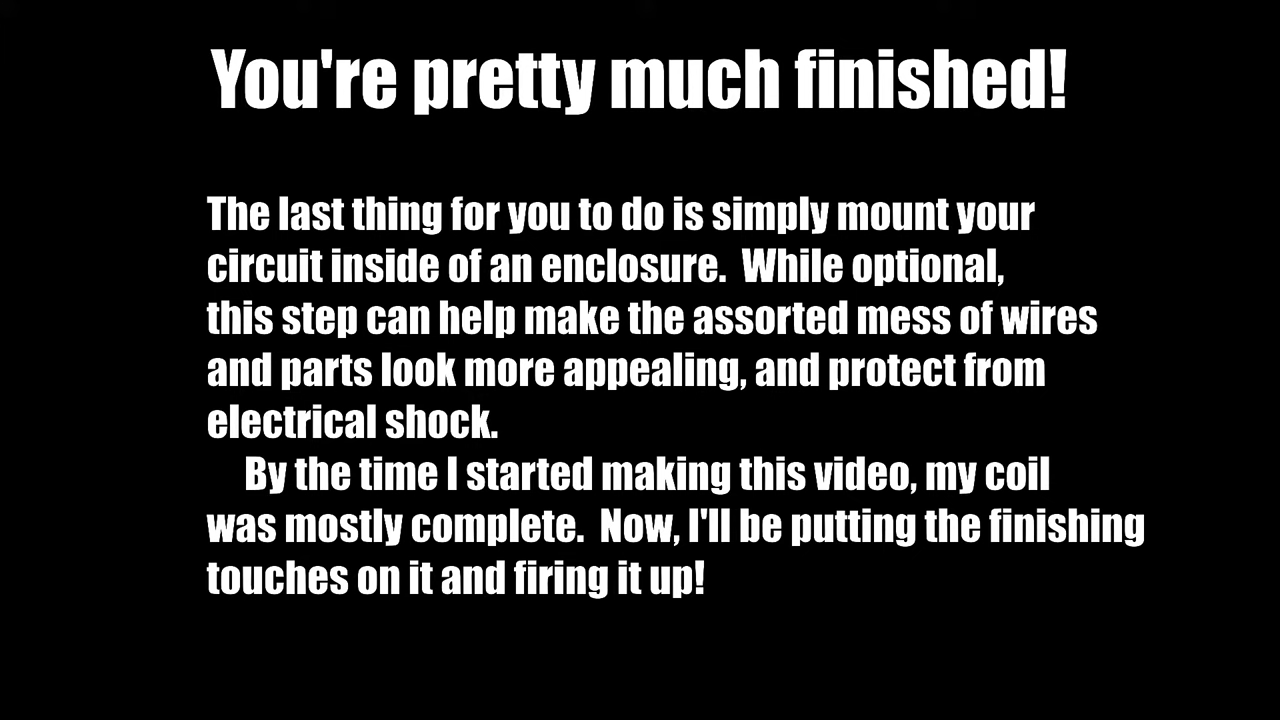 You're pretty much finished!
The last thing for you to do is simply mount your
circuit inside of an enclosure.  While optional,
this step can help make the assorted mess of wires
and parts look more appealing, and protect from
electrical shock.
By the time I started making this video, my coil
was mostly complete.  Now, I'll be putting the finishing
touches on it and firing it up!